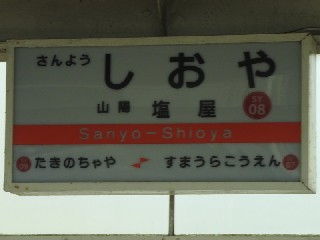 さんよう
しおや
山陽 塩屋
SY 08
Sanyo-Shioya
たきのちゃや すまうらこうえん